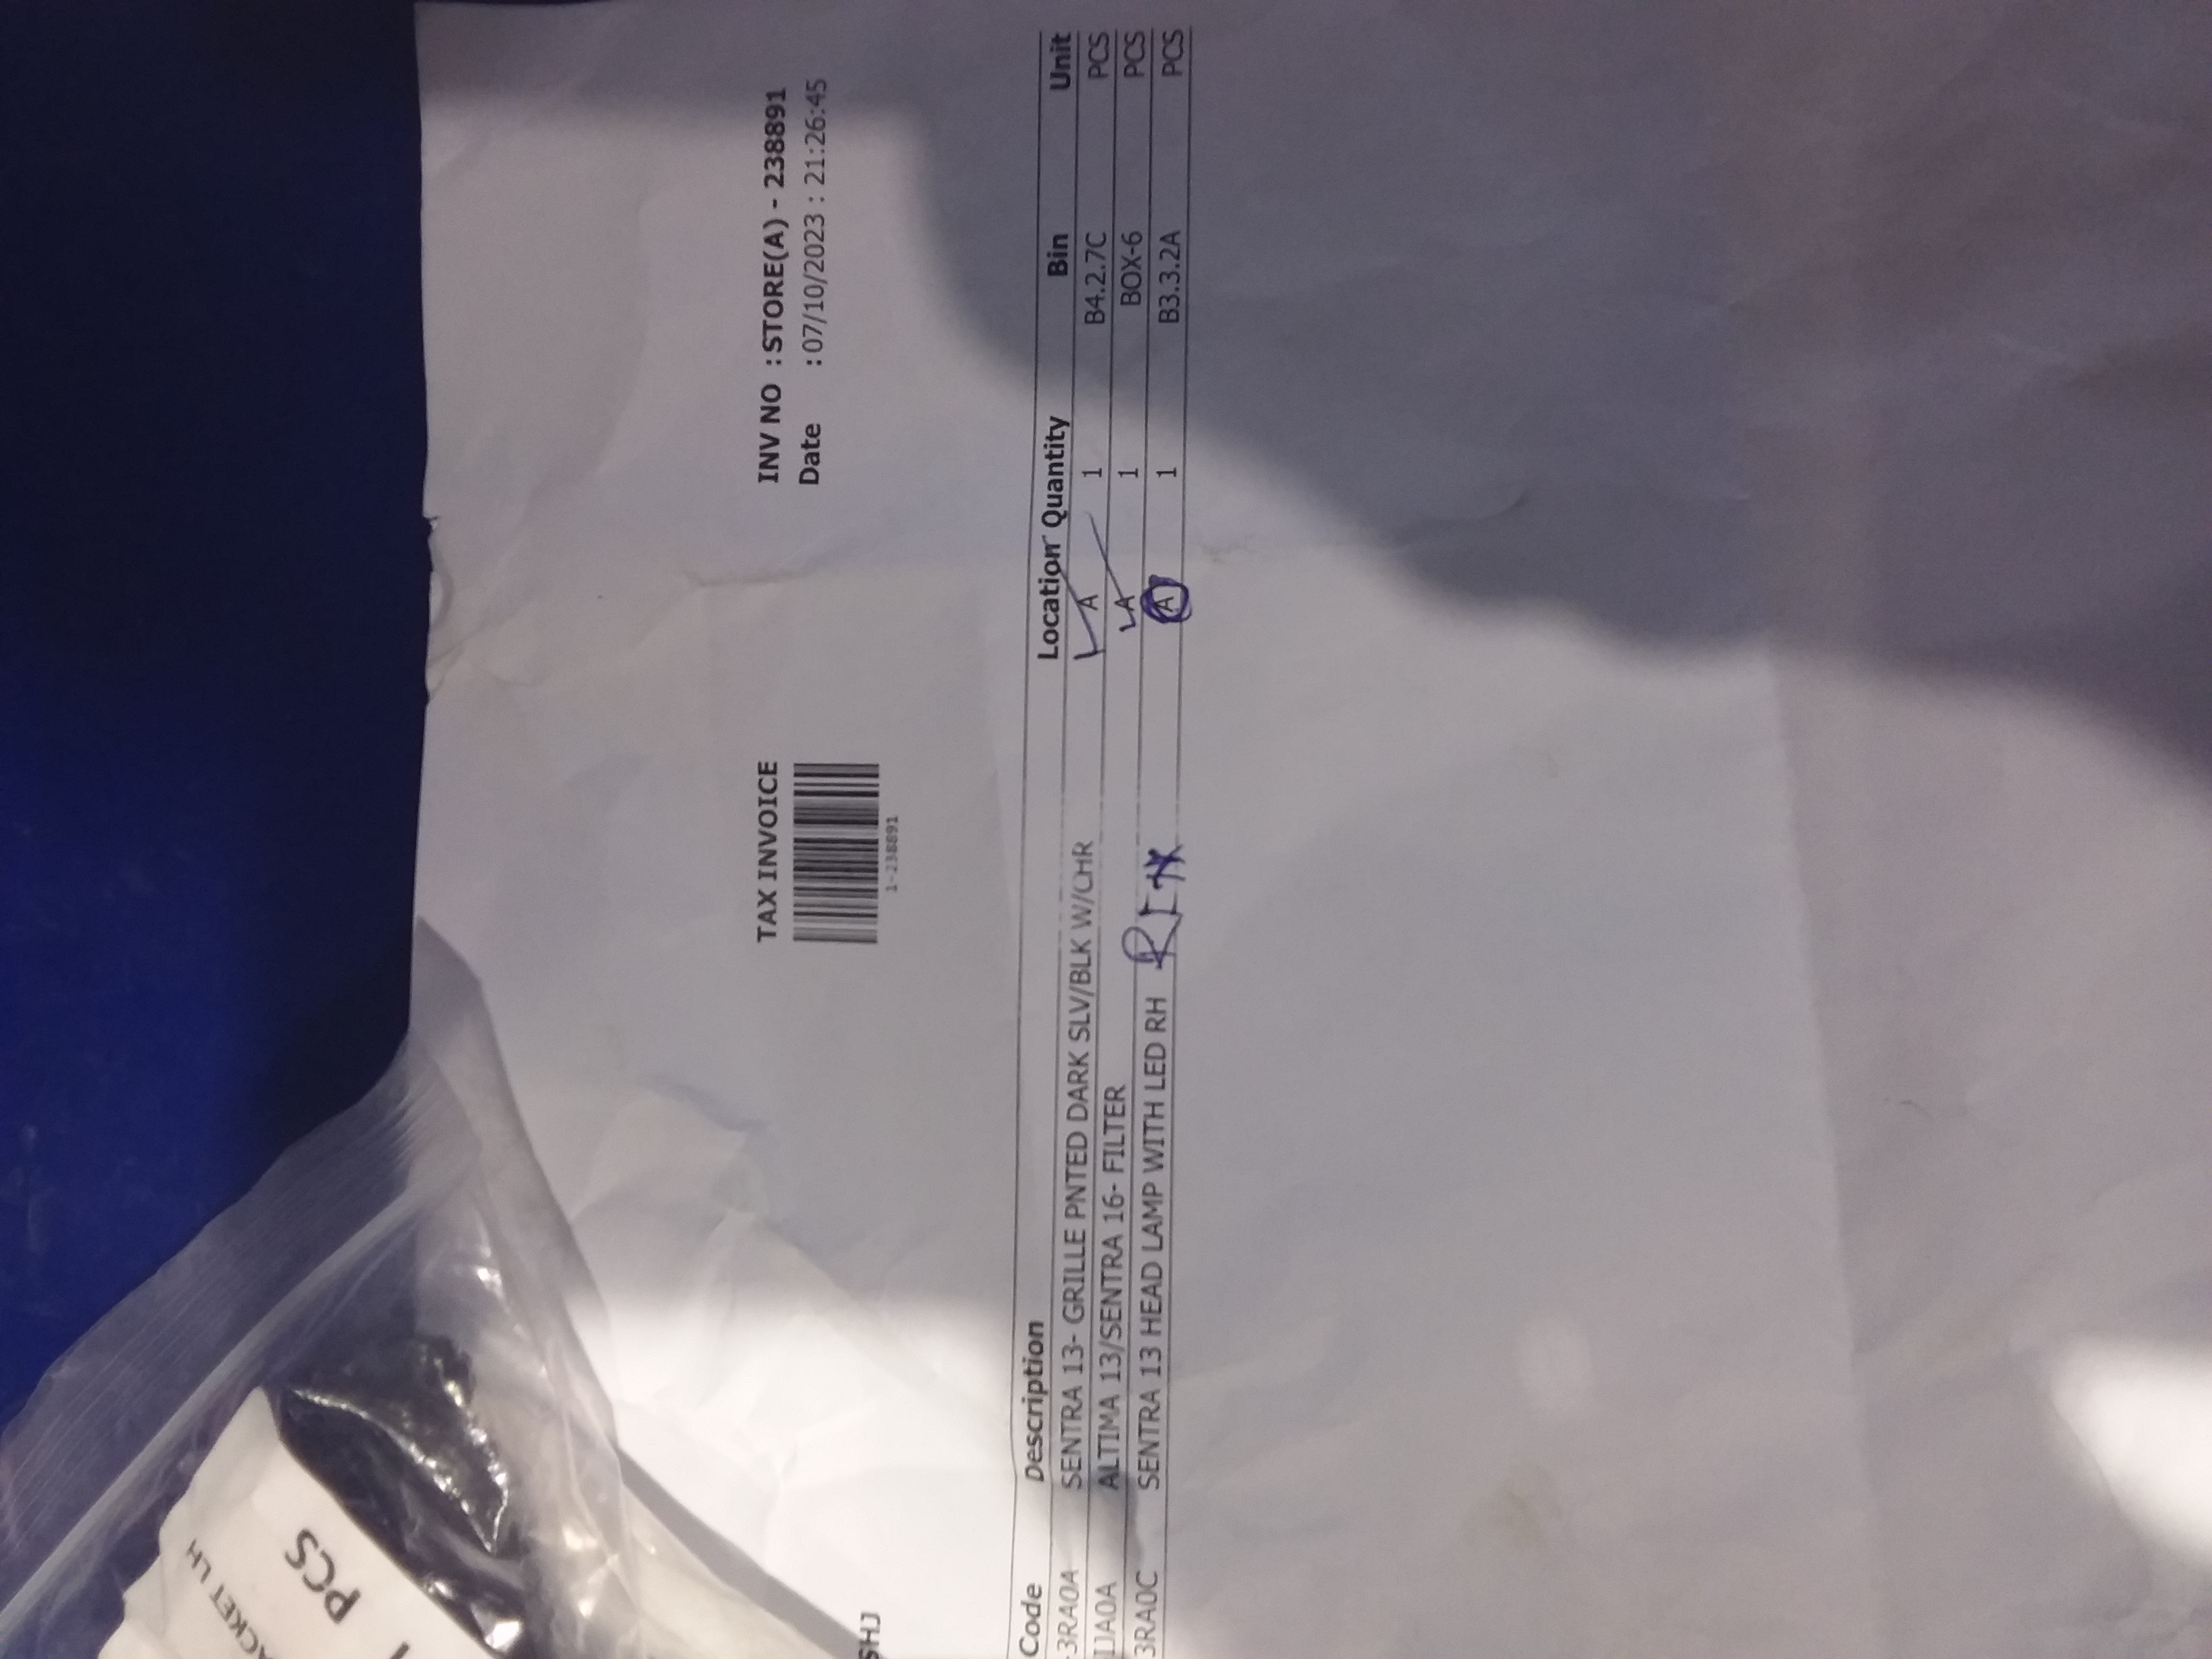 TAX INVOICE
INV NO : STORE(A) - 238891
Date : 07/10/2023 : 21:26:45
1-238891
SHJ
Code Description Location Quantity Bin Unit
3RA0A SENTRA 13- GRILLE PNTED DARK SLV/BLK W/CHR A 1 B4.2.7C PCS
JA0A ALTIMA 13/SENTRA 16- FILTER A 1 BOX-6 PCS
3RA0C SENTRA 13 HEAD LAMP WITH LED RH A 1 B3.3.2A PCS
ACKET LH
PCS